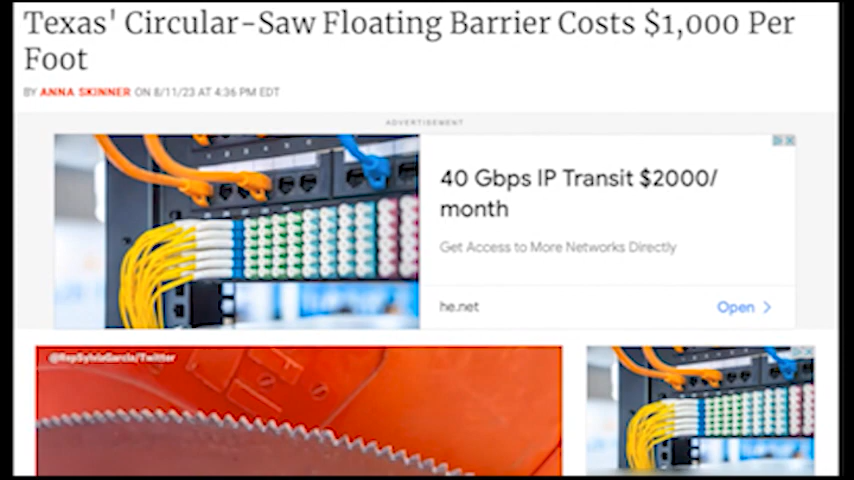 Texas' Circular-Saw Floating Barrier Costs $1,000 Per
Foot
BY ANNA SKINNER ON 8/11/23 AT 4:36 PM EDT
ADVERTISEMENT
40 Gbps IP Transit $2000/
month
Get Access to More Networks Directly
he.net
Open
@RepSylviaGarcia/Twitter